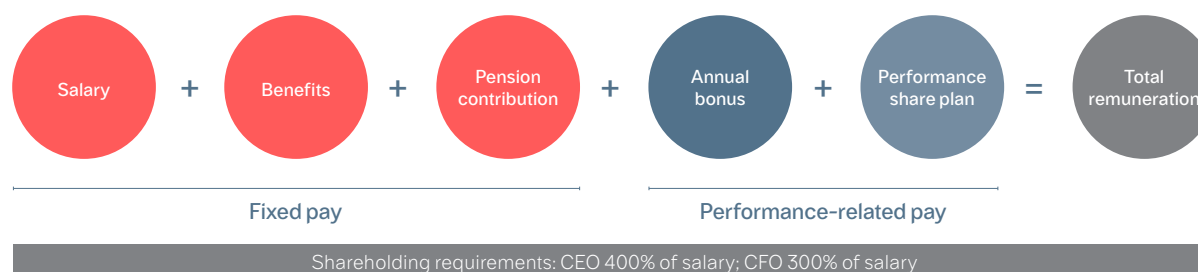 Salary
+
Benefits
+
Pension
contribution
+
Annual
bonus
+
Performance
share plan
=
Total
remuneration
Fixed pay
Performance-related pay
Shareholding requirements: CEO 400% of salary; CFO 300% of salary